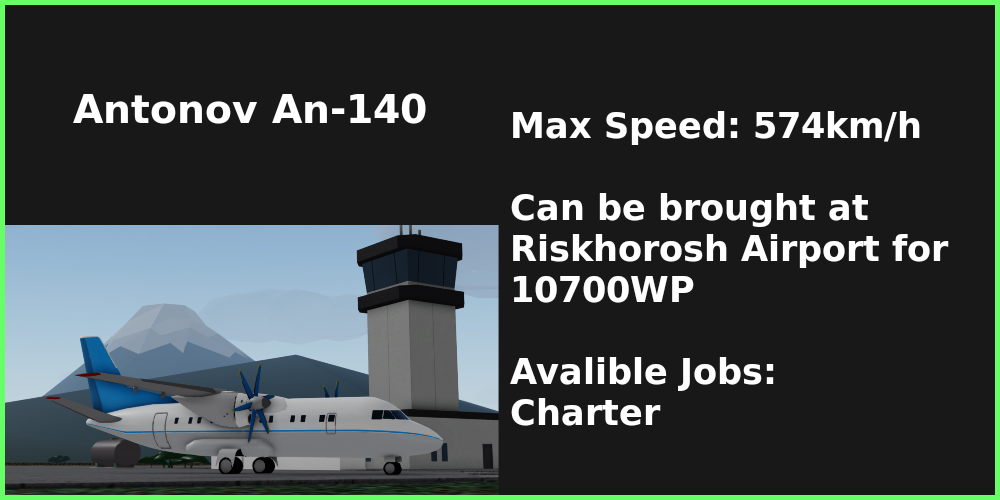 Antonov An-140
Max Speed: 574km/h
Can be brought at
Riskhorosh Airport for
10700WP
Avalible Jobs:
Charter